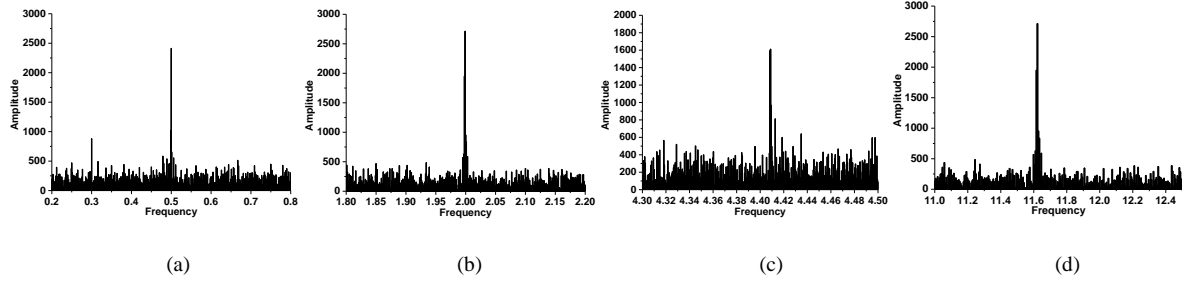 3000
2500
2000
1500
1000
500
0
Amplitude
0.2 0.3 0.4 0.5 0.6 0.7 0.8
Frequency
(a)
3000
2500
2000
1500
1000
500
0
Amplitude
1.80 1.85 1.90 1.95 2.00 2.05 2.10 2.15 2.20
Frequency
(b)
2000
1800
1600
1400
1200
1000
800
600
400
200
0
Amplitude
4.30 4.32 4.34 4.36 4.38 4.40 4.42 4.44 4.46 4.48 4.50
Frequency
(c)
3000
2500
2000
1500
1000
500
0
Amplitude
11.0 11.2 11.4 11.6 11.8 12.0 12.2 12.4
Frequency
(d)